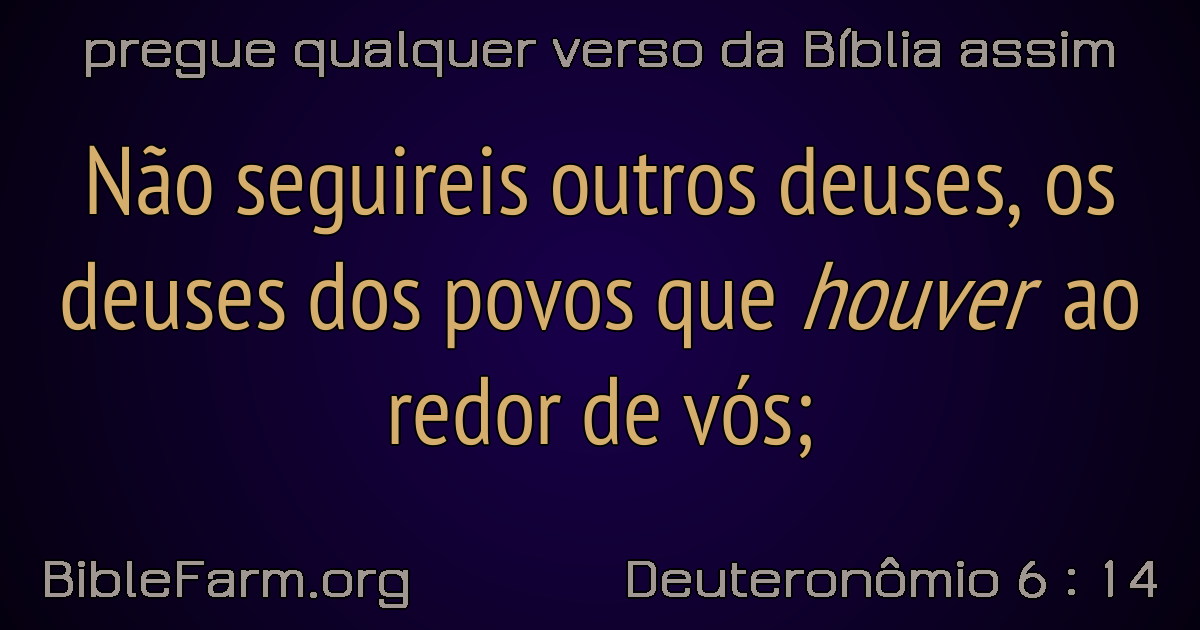 pregue qualquer verso da Bíblia assim
Não seguireis outros deuses, os
deuses dos povos que houver ao
redor de vós;
BibleFarm.org
Deuteronômio 6 : 14